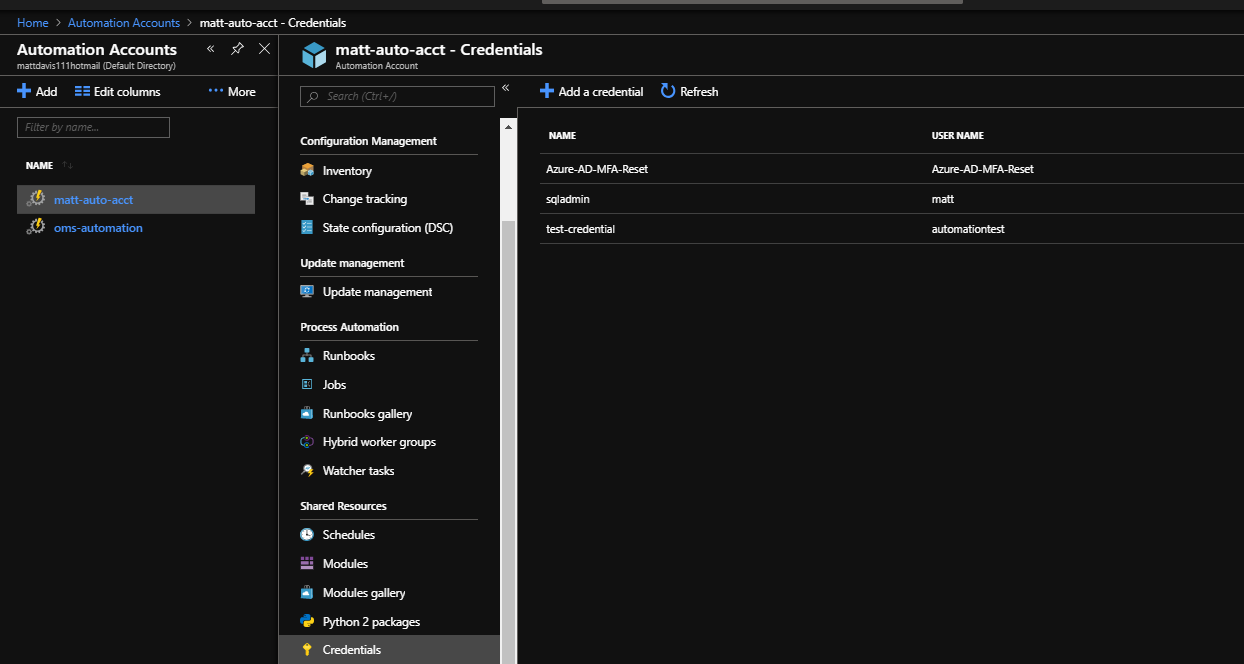 Home > Automation Accounts > matt-auto-acct - Credentials
Automation Accounts
mattdavis111hotmail (Default Directory)
Add Edit columns More
Filter by name...
NAME
matt-auto-acct
oms-automation
matt-auto-acct - Credentials
Automation Account
Search (Ctrl+/)
Configuration Management
Inventory
Change tracking
State configuration (DSC)
Update management
Update management
Process Automation
Runbooks
Jobs
Runbooks gallery
Hybrid worker groups
Watcher tasks
Shared Resources
Schedules
Modules
Modules gallery
Python 2 packages
Credentials
Add a credential Refresh
NAME USER NAME
Azure-AD-MFA-Reset Azure-AD-MFA-Reset
sqladmin matt
test-credential automationtest